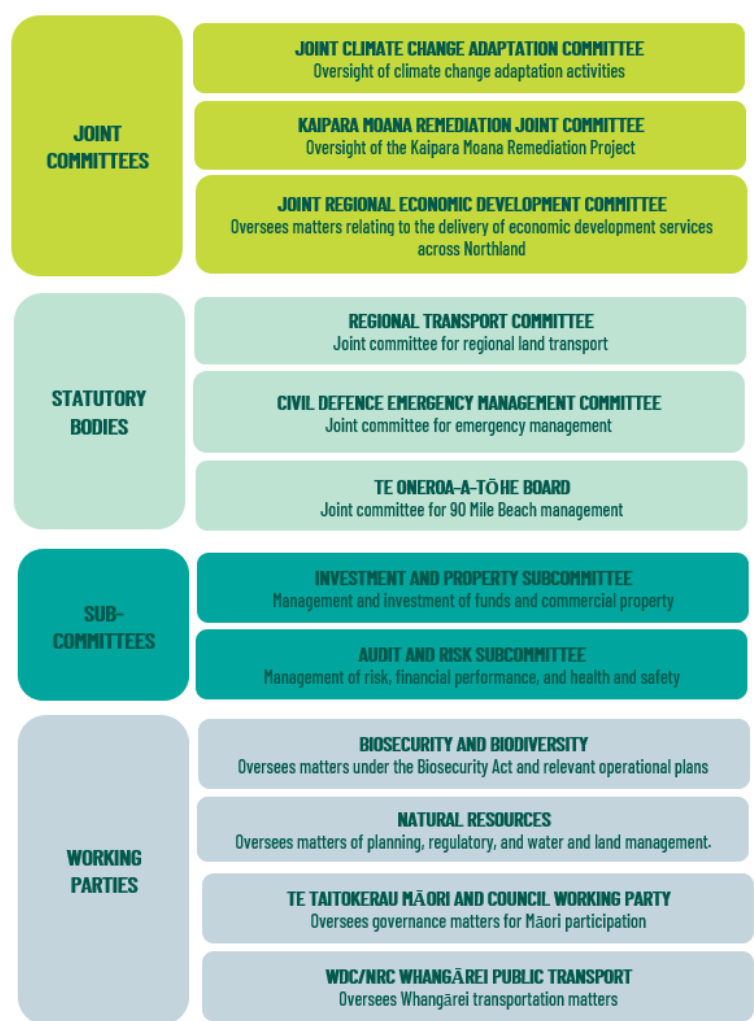 JOINT
COMMITTEES
JOINT CLIMATE CHANGE ADAPTATION COMMITTEE
Oversight of climate change adaptation activities
KAIPARA MOANA REMEDIATION JOINT COMMITTEE
Oversight of the Kaipara Moana Remediation Project
JOINT REGIONAL ECONOMIC DEVELOPMENT COMMITTEE
Oversees matters relating to the delivery of economic development services
across Northland
STATUTORY
BODIES
REGIONAL TRANSPORT COMMITTEE
Joint committee for regional land transport
CIVIL DEFENCE EMERGENCY MANAGEMENT COMMITTEE
Joint committee for emergency management
TE ONEROA-A-TŌHE BOARD
Joint committee for 90 Mile Beach management
SUB-
COMMITTEES
INVESTMENT AND PROPERTY SUBCOMMITTEE
Management and investment of funds and commercial property
AUDIT AND RISK SUBCOMMITTEE
Management of risk, financial performance, and health and safety
WORKING
PARTIES
BIOSECURITY AND BIODIVERSITY
Oversees matters under the Biosecurity Act and relevant operational plans
NATURAL RESOURCES
Oversees matters of planning, regulatory, and water and land management.
TE TAITOKERAU MĀORI AND COUNCIL WORKING PARTY
Oversees governance matters for Māori participation
WDC/NRC WHANGĀREI PUBLIC TRANSPORT
Oversees Whangārei transportation matters